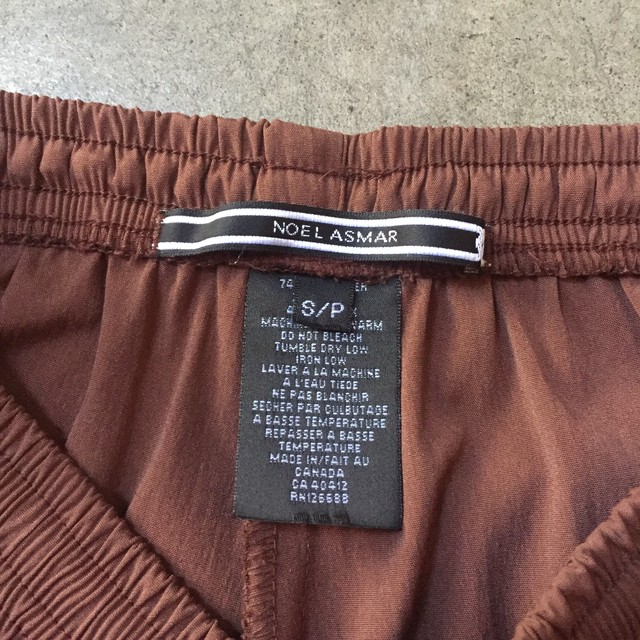 NOEL ASMAR
S/P
DO NOT BLEACH
TUMBLE DRY LOW
IRON LOW
LAVER A LA MACHINE
A L'EAU TIEDE
NE PAS BLANCHIR
SECHER PAR CULBUTAGE
A BASSE TEMPERATURE
REPASSER A BASSE
TEMPERATURE
MADE IN/FAIT AU
CANADA
CA 40412
RN126688